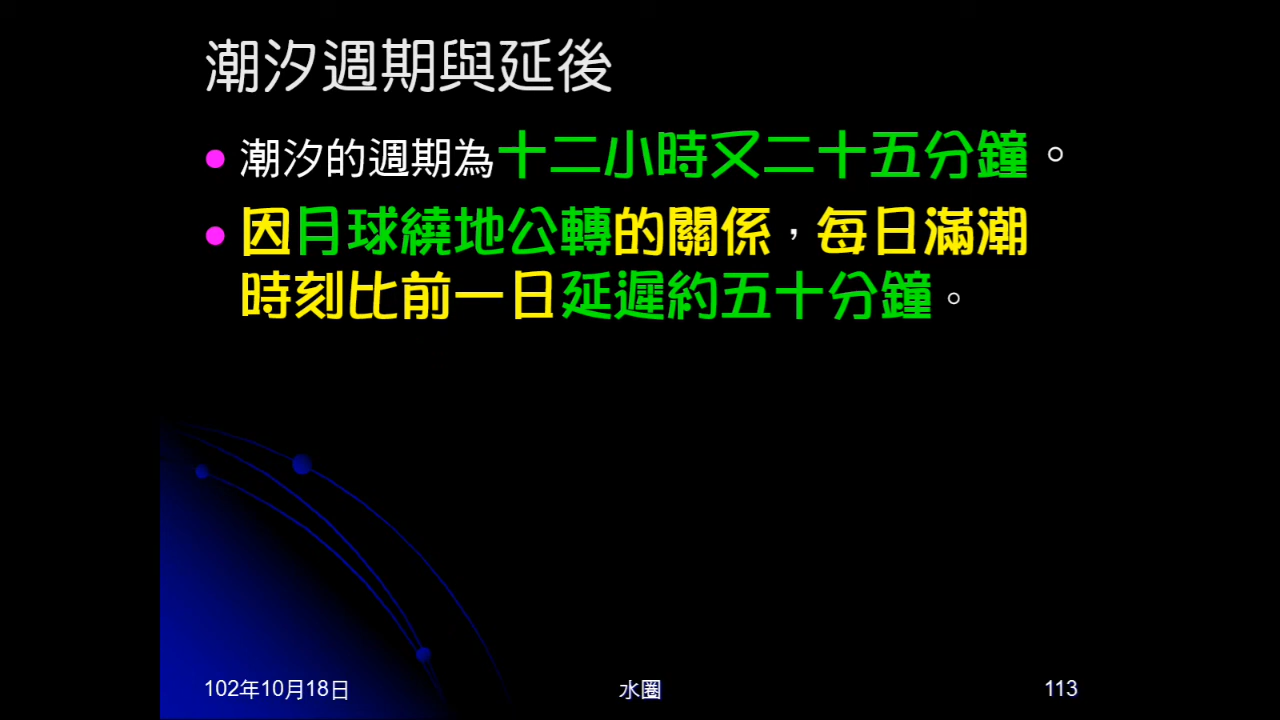 潮汐週期與延後
潮汐的週期為十二小時又二十五分鐘。
因月球繞地公轉的關係，每日滿潮
時刻比前一日延遲約五十分鐘。
102年10月18日
水圈
113